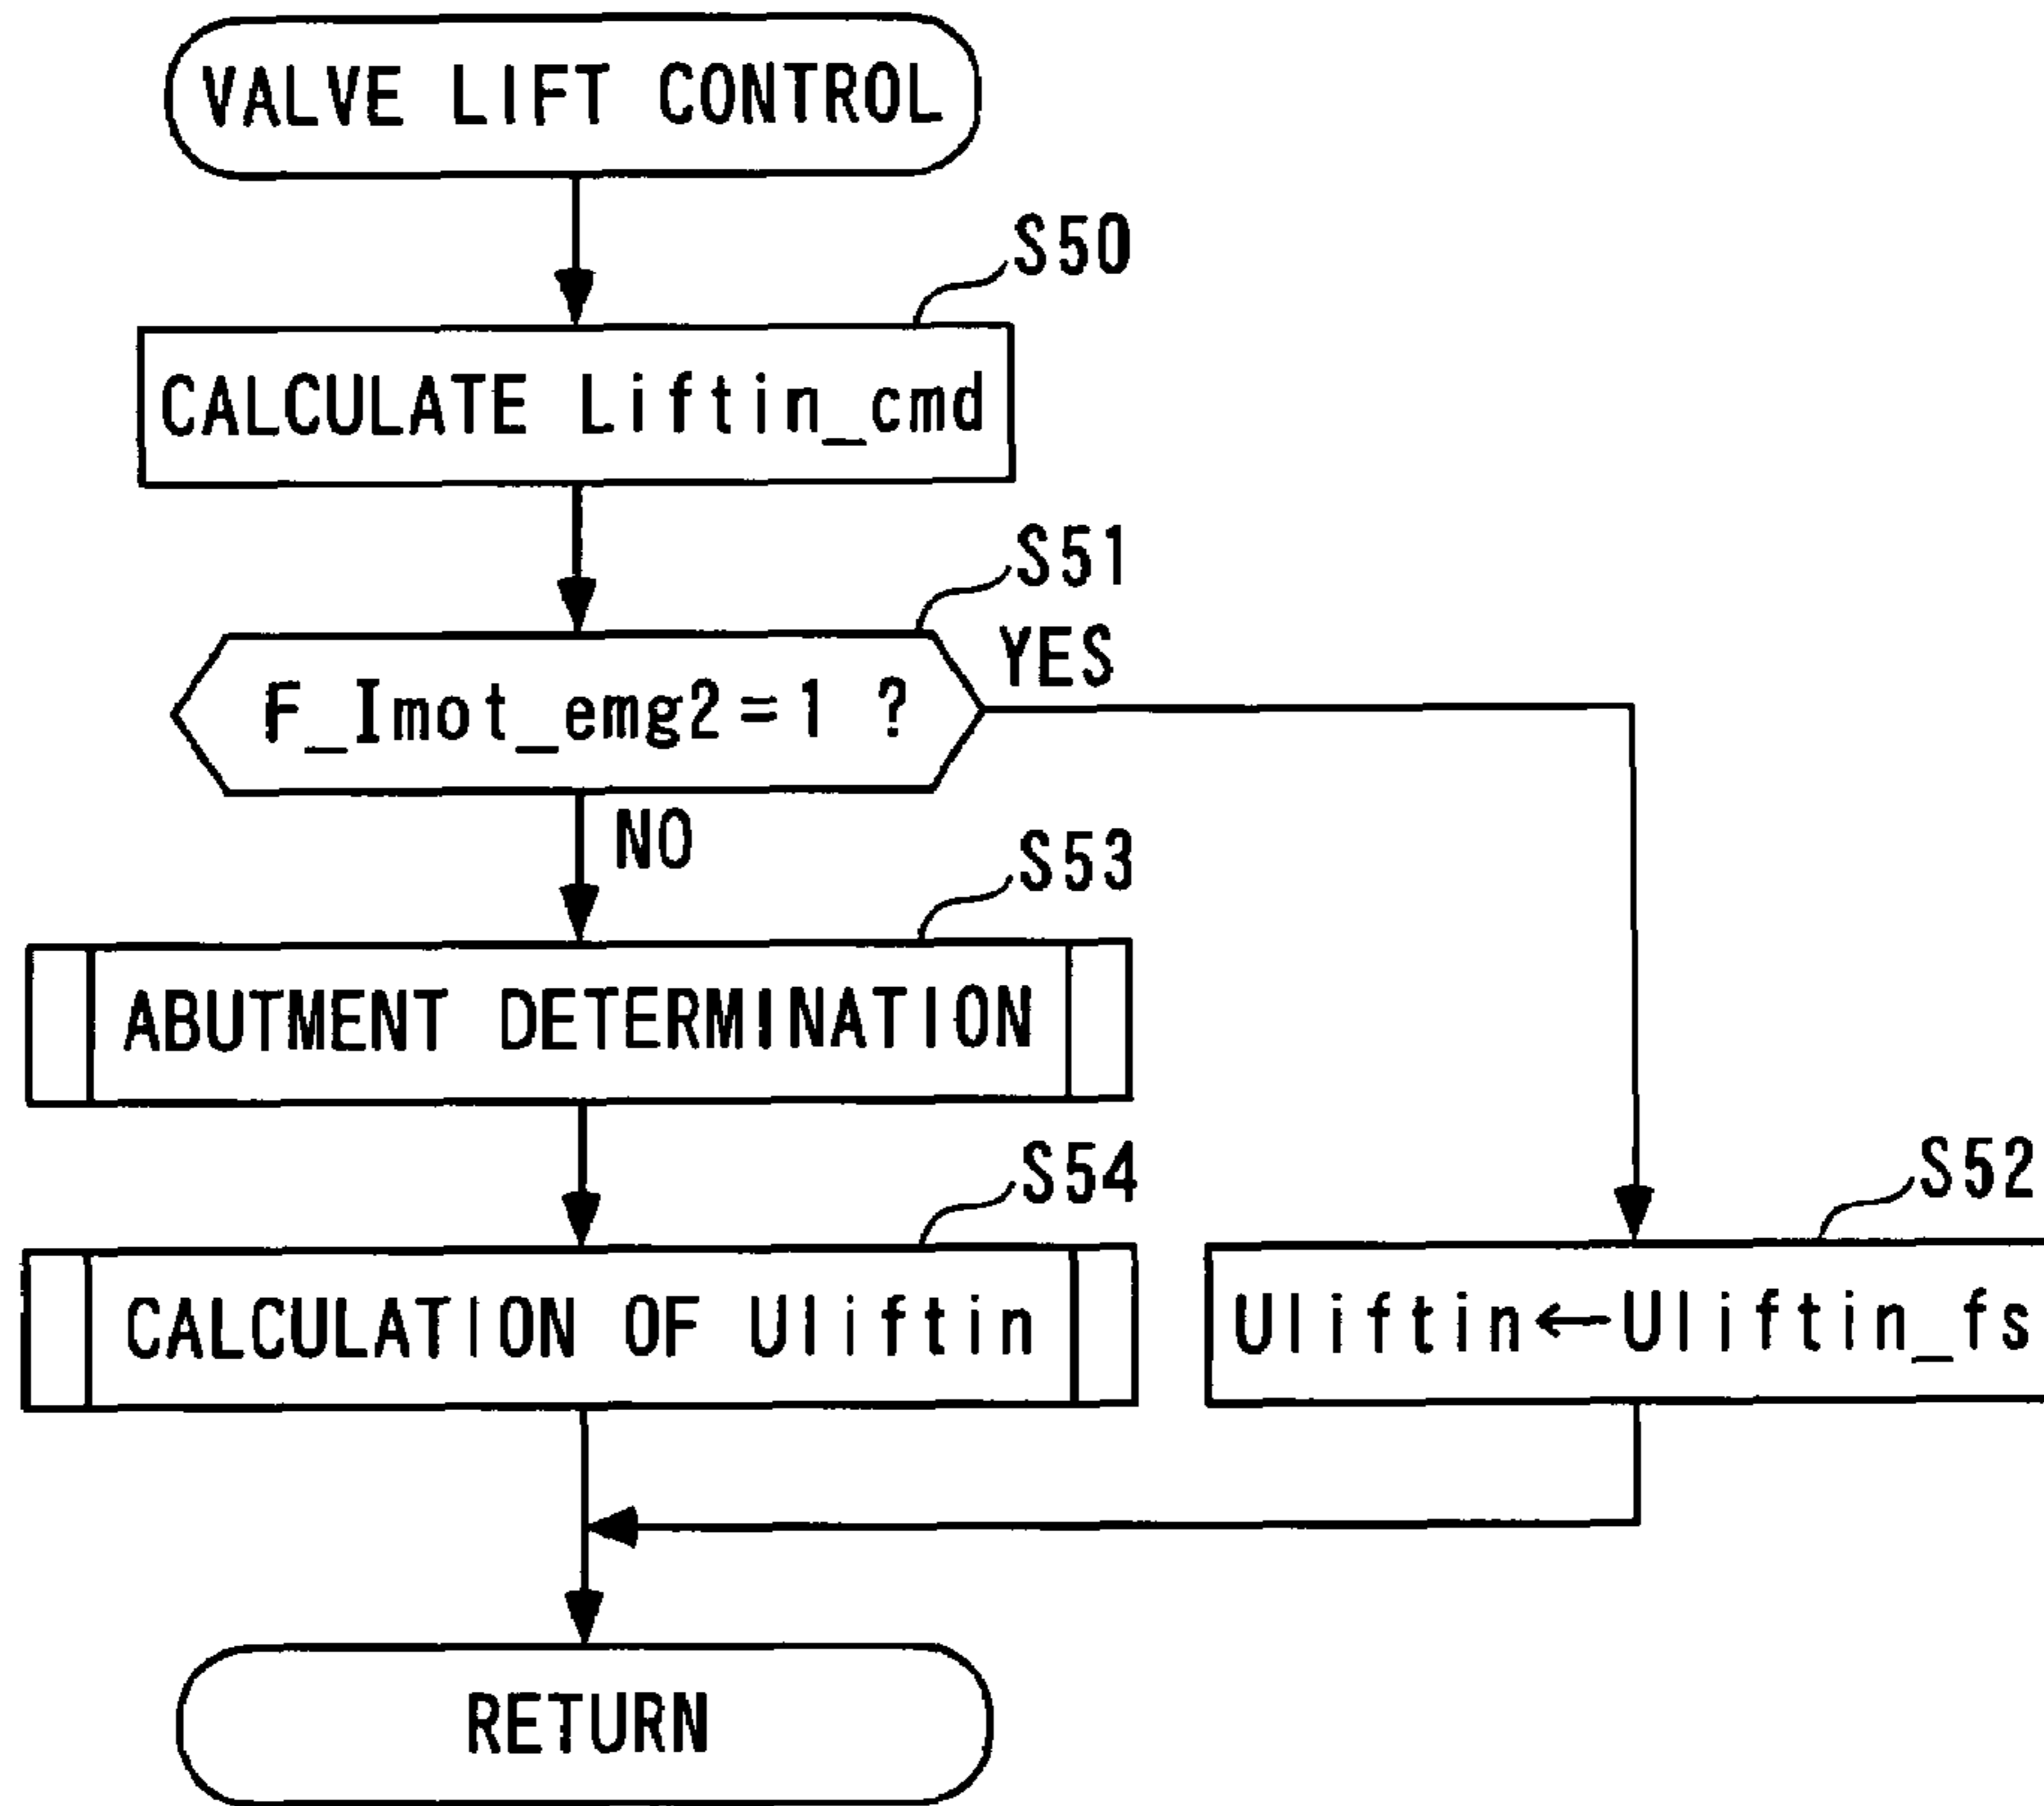 VALVE LIFT CONTROL
S50
CALCULATE Liftin_cmd
S51
F_Imot_emg2=1 ?
YES
NO
S53
ABUTMENT DETERMINATION
S54
CALCULATION OF Uliftin
S52
Uliftin←Uliftin_fs
RETURN